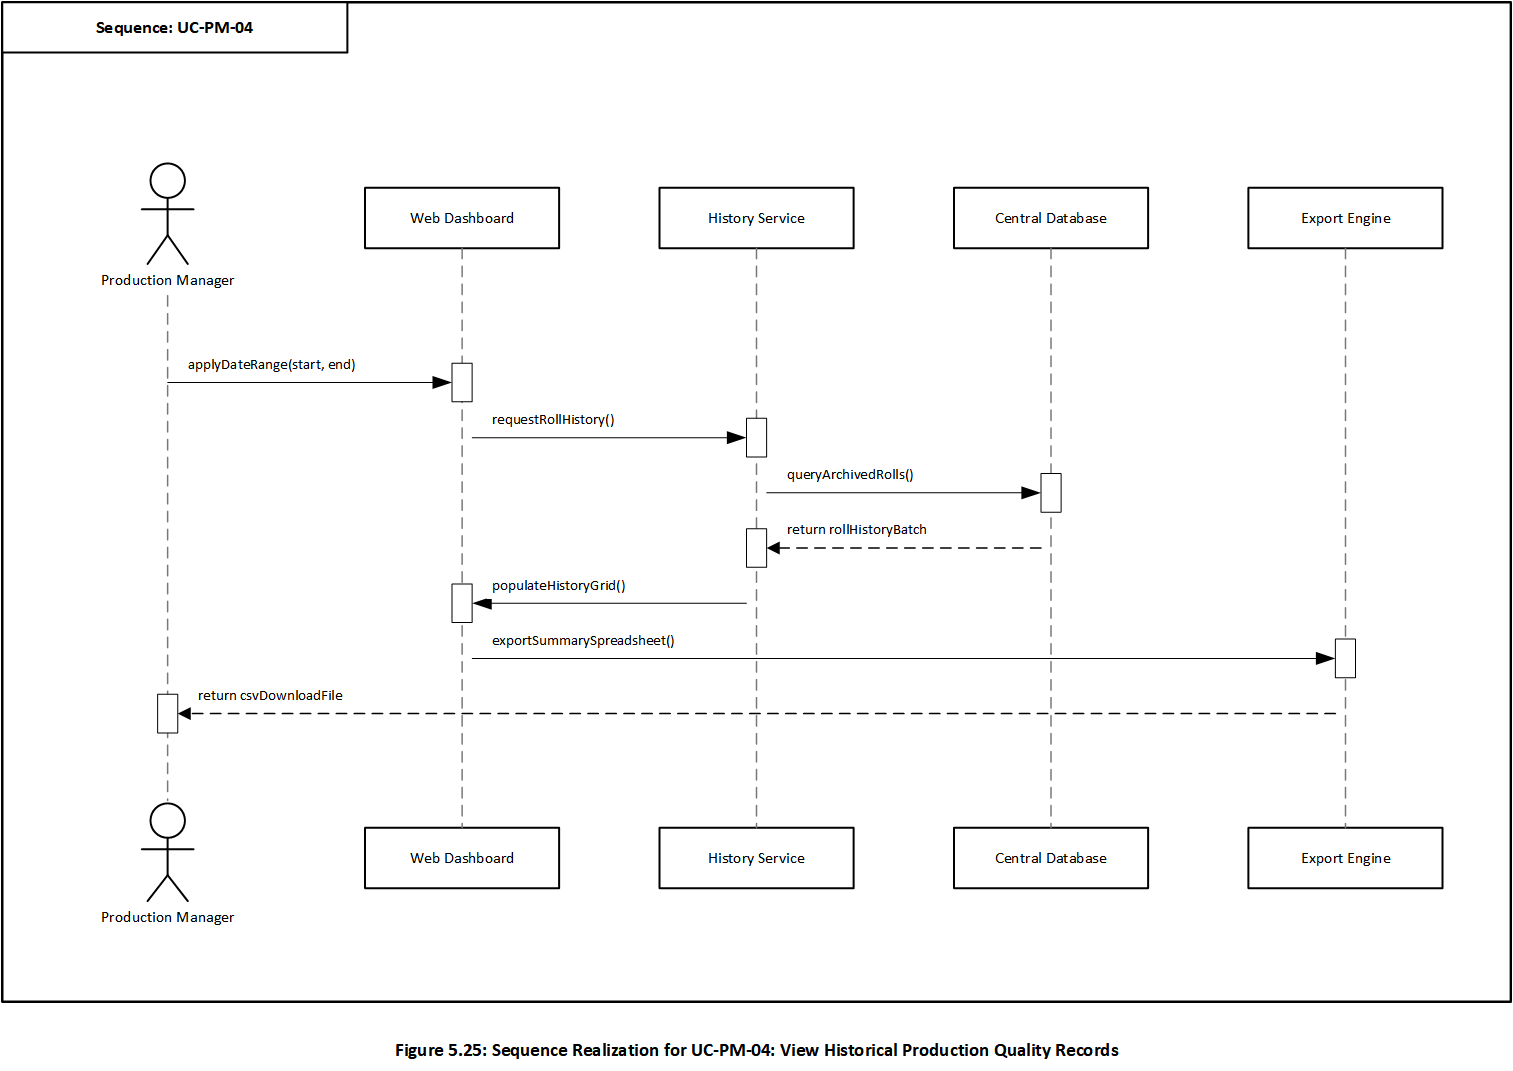 Sequence: UC-PM-04
Production Manager
Web Dashboard
History Service
Central Database
Export Engine
applyDateRange(start, end)
requestRollHistory()
queryArchivedRolls()
return rollHistoryBatch
populateHistoryGrid()
exportSummarySpreadsheet()
return csvDownloadFile
Production Manager
Web Dashboard
History Service
Central Database
Export Engine
Figure 5.25: Sequence Realization for UC-PM-04: View Historical Production Quality Records